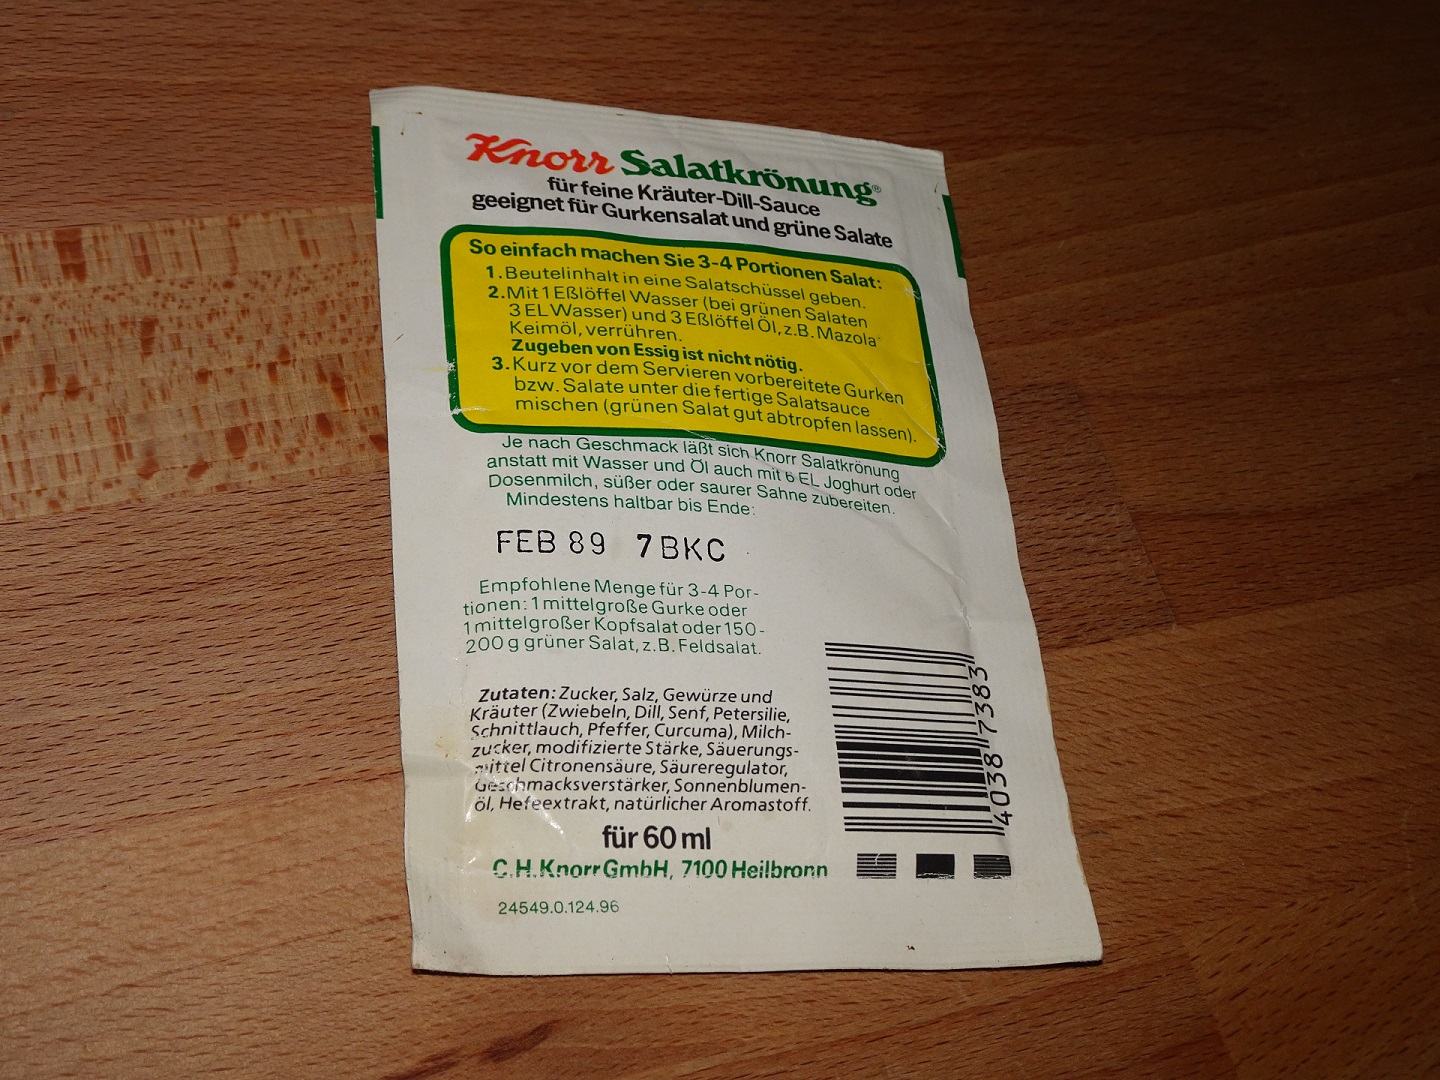 Knorr Salatkrönung®
für feine Kräuter-Dill-Sauce
geeignet für Gurkensalat und grüne Salate
So einfach machen Sie 3-4 Portionen Salat:
1. Beutelinhalt in eine Salatschüssel geben.
2. Mit 1 Eßlöffel Wasser (bei grünen Salaten
3 EL Wasser) und 3 Eßlöffel Öl, z.B. Mazola
Keimöl, verrühren.
Zugeben von Essig ist nicht nötig.
3. Kurz vor dem Servieren vorbereitete Gurken
bzw. Salate unter die fertige Salatsauce
mischen (grünen Salat gut abtropfen lassen).
Je nach Geschmack läßt sich Knorr Salatkrönung
anstatt mit Wasser und Öl auch mit 6 EL Joghurt oder
Dosenmilch, süßer oder saurer Sahne zubereiten.
Mindestens haltbar bis Ende:
FEB 89 7BKC
Empfohlene Menge für 3-4 Por-
tionen: 1 mittelgroße Gurke oder
1 mittelgroßer Kopfsalat oder 150-
200 g grüner Salat, z.B. Feldsalat.
Zutaten: Zucker, Salz, Gewürze und
Kräuter (Zwiebeln, Dill, Senf, Petersilie,
Schnittlauch, Pfeffer, Curcuma), Milch-
zucker, modifizierte Stärke, Säuerungs-
mittel Citronensäure, Säureregulator,
Geschmacksverstärker, Sonnenblumen-
öl, Hefeextrakt, natürlicher Aromastoff.
für 60 ml
C.H. Knorr GmbH, 7100 Heilbronn
24549.0.124.96
4038 7383